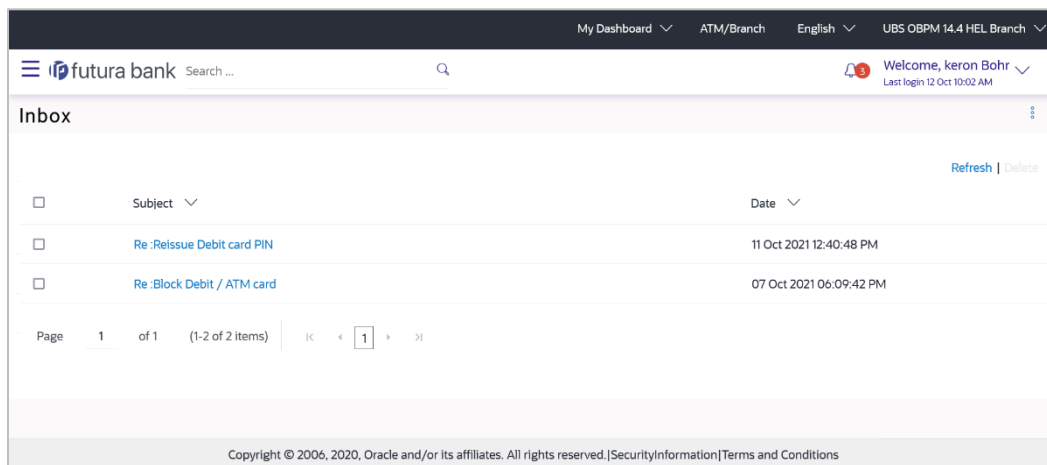 My Dashboard ATM/Branch English UBS OBPM 14.4 HEL Branch
futura bank Search ... 3 Welcome, keron Bohr
Last login 12 Oct 10:02 AM
Inbox
Refresh | Delete
Subject Date
Re :Reissue Debit card PIN 11 Oct 2021 12:40:48 PM
Re :Block Debit / ATM card 07 Oct 2021 06:09:42 PM
Page 1 of 1 (1-2 of 2 items) 1
Copyright © 2006, 2020, Oracle and/or its affiliates. All rights reserved.|SecurityInformation|Terms and Conditions